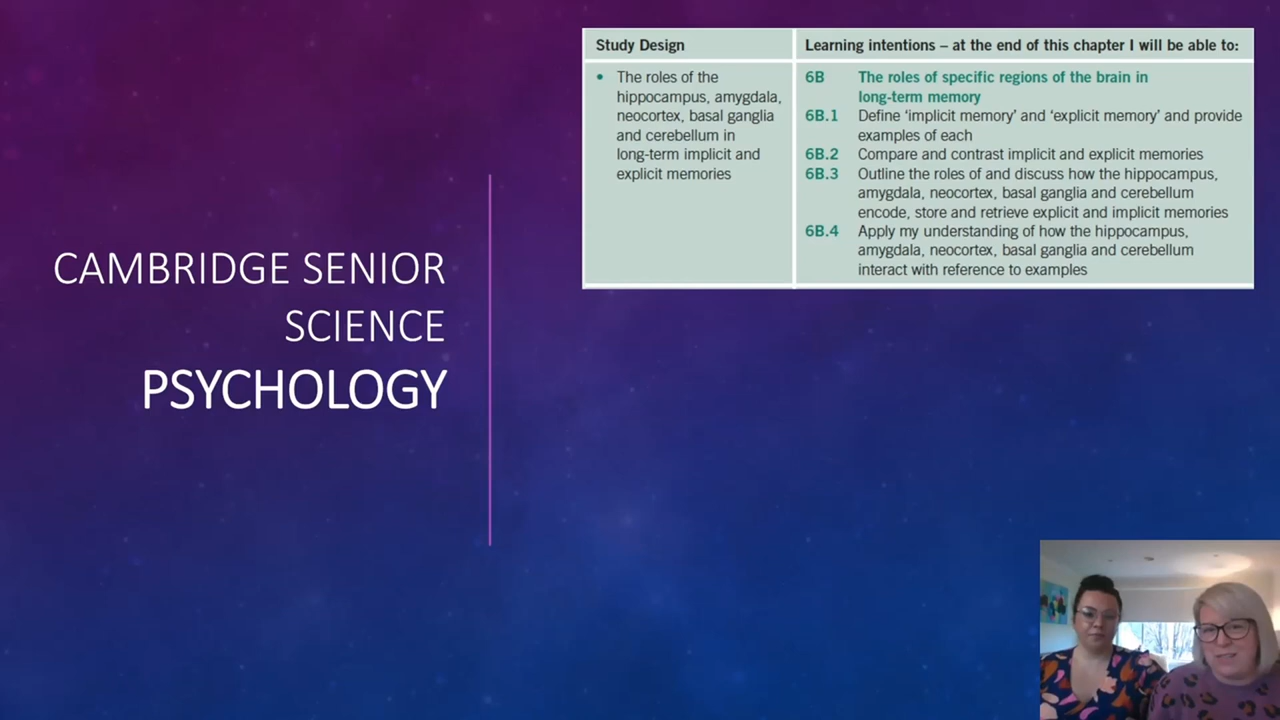 CAMBRIDGE SENIOR
SCIENCE
PSYCHOLOGY
Study Design
• The roles of the
hippocampus, amygdala,
neocortex, basal ganglia
and cerebellum in
long-term implicit and
explicit memories
Learning intentions – at the end of this chapter I will be able to:
6B The roles of specific regions of the brain in
long-term memory
6B.1 Define ‘implicit memory’ and ‘explicit memory’ and provide
examples of each
6B.2 Compare and contrast implicit and explicit memories
6B.3 Outline the roles of and discuss how the hippocampus,
amygdala, neocortex, basal ganglia and cerebellum
encode, store and retrieve explicit and implicit memories
6B.4 Apply my understanding of how the hippocampus,
amygdala, neocortex, basal ganglia and cerebellum
interact with reference to examples